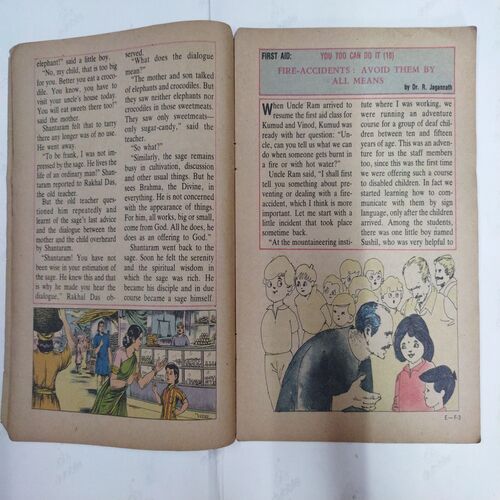 elephant!" said a little boy.
"No, my child, that is too big
for you. Better you eat a croco-
dile. You know, you have to
visit your uncle's house today.
You will eat sweets there too!"
said the mother.
Shantaram felt that to tarry
there any longer was of no use.
He went away.
"To be frank, I was not im-
pressed by the sage. He lives the
life of an ordinary man!" Shan-
taram reported to Rakhal Das,
the old teacher.
But the old teacher ques-
tioned him repeatedly and
learnt of the sage's last advice
and the dialogue between the
mother and the child overheard
by Shantaram.
"Shantaram! You have not
been wise in your estimation of
the sage. He knew this and that
is why he made you hear the
dialogue," Rakhal Das ob-
served.
"What does the dialogue
mean?"
"The mother and son talked
of elephants and crocodiles. But
they saw neither elephants nor
crocodiles in those sweetmeats.
They saw only sweetmeats—
only sugar-candy," said the
teacher.
"So what?"
"Similarly, the sage remains
busy in cultivation, discussion
and other usual things. But he
sees Brahma, the Divine, in
everything. He is not concerned
with the appearance of things.
For him, all works, big or small,
come from God. All he does, he
does as an offering to God."
Shantaram went back to the
sage. Soon he felt the serenity
and the spiritual wisdom in
which the sage was rich. He
became his disciple and in due
course became a sage himself.
FIRST AID: YOU TOO CAN DO IT (10)
FIRE-ACCIDENTS: AVOID THEM BY
ALL MEANS
by Dr. R. Jagannath
When Uncle Ram arrived to
resume the first aid class for
Kumud and Vinod, Kumud was
ready with her question: "Un-
cle, can you tell us what we can
do when someone gets burnt in
a fire or with hot water?"
Uncle Ram said, "I shall first
tell you something about pre-
venting or dealing with a fire-
accident, which I think is more
important. Let me start with a
little incident that took place
sometime back.
"At the mountaineering insti-
tute where I was working, we
were running an adventure
course for a group of deaf chil-
dren between ten and fifteen
years of age. This was an adven-
ture for us the staff members
too, since this was the first time
we were offering such a course
to disabled children. In fact we
started learning how to com-
municate with them by sign
language, only after the children
arrived. Among the students,
there was one little boy named
Sushil, who was very helpful to
E-F-3